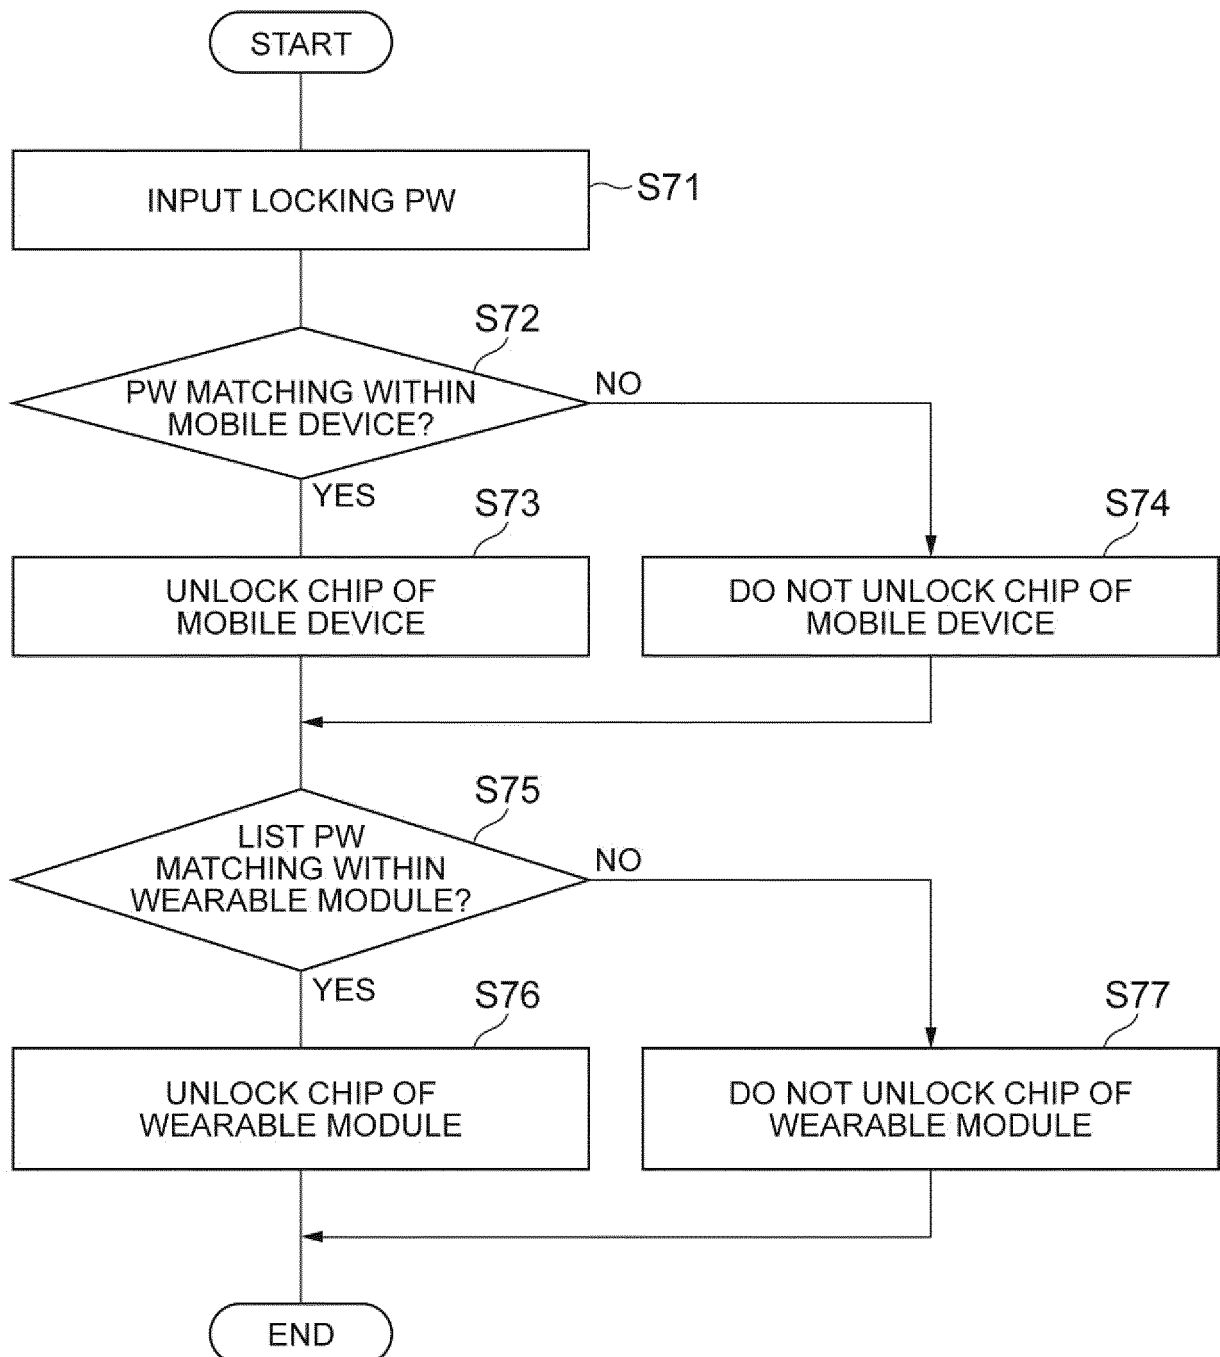 START
INPUT LOCKING PW
S71
S72
PW MATCHING WITHIN
MOBILE DEVICE?
NO
YES
S73
S74
UNLOCK CHIP OF
MOBILE DEVICE
DO NOT UNLOCK CHIP OF
MOBILE DEVICE
S75
LIST PW
MATCHING WITHIN
WEARABLE MODULE?
NO
YES
S76
S77
UNLOCK CHIP OF
WEARABLE MODULE
DO NOT UNLOCK CHIP OF
WEARABLE MODULE
END